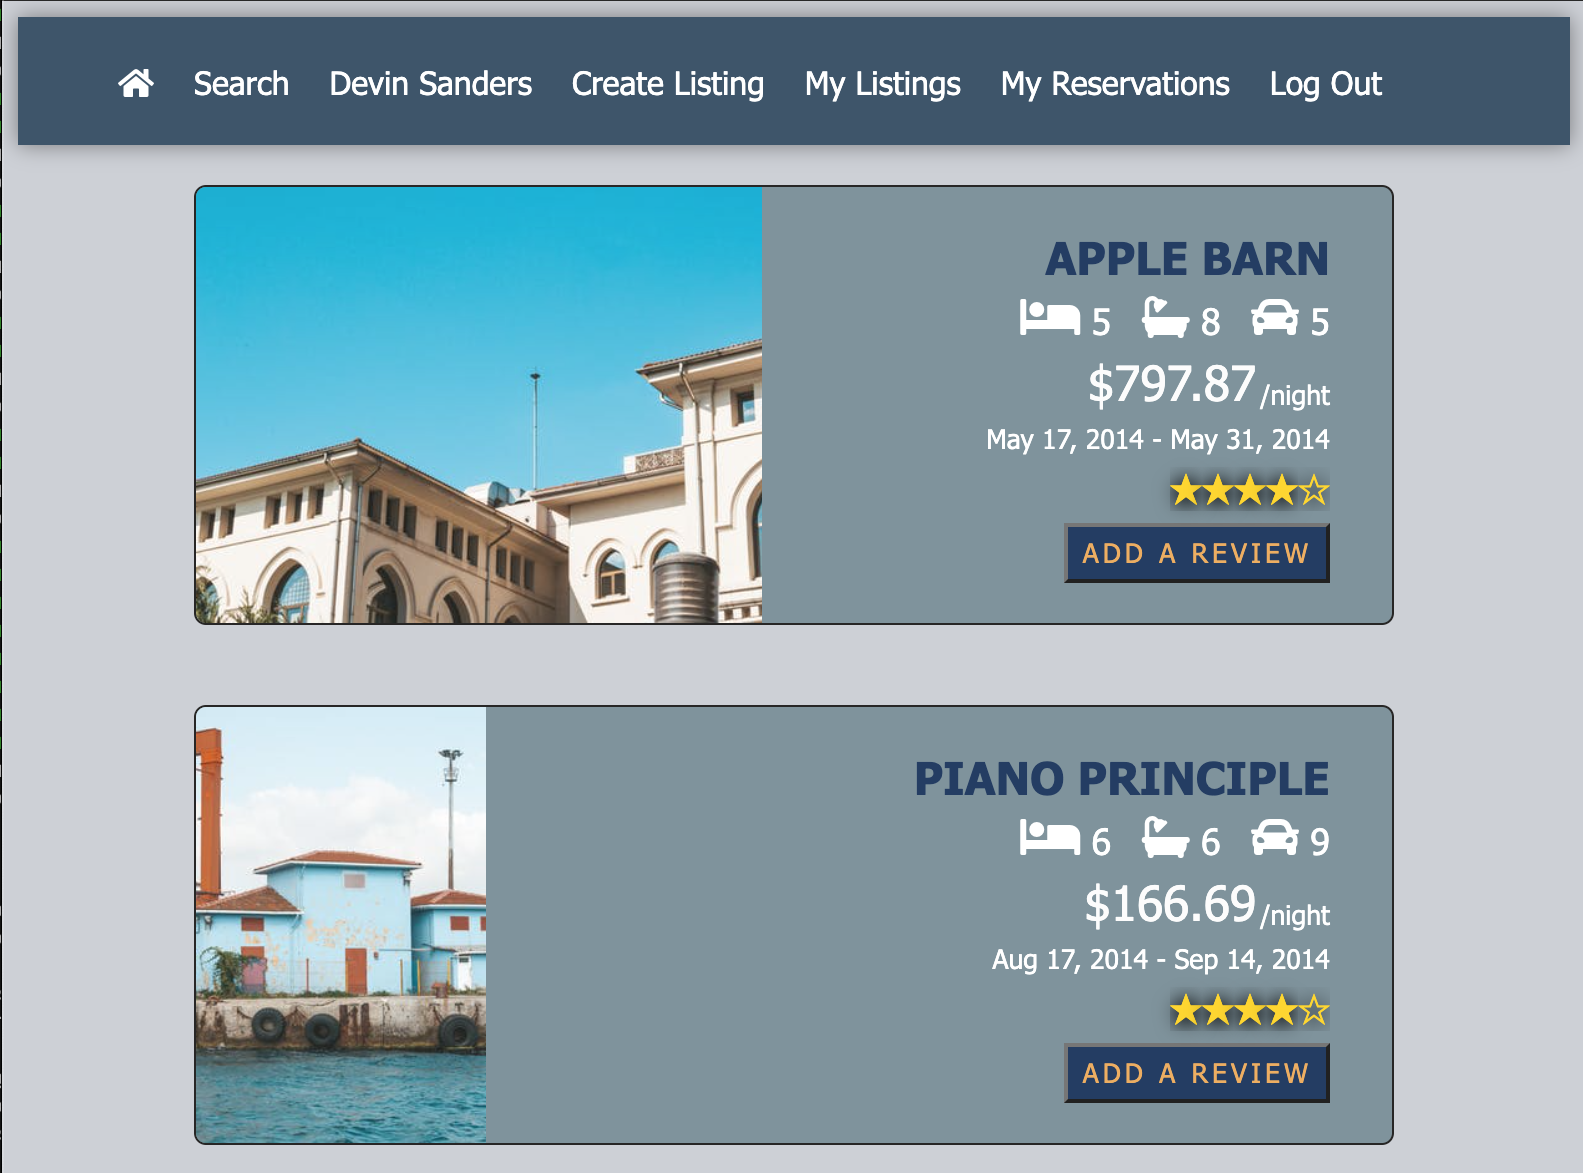 Search Devin Sanders Create Listing My Listings My Reservations Log Out
APPLE BARN
5 8 5
$797.87/night
May 17, 2014 - May 31, 2014
★★★★☆
ADD A REVIEW
PIANO PRINCIPLE
6 6 9
$166.69/night
Aug 17, 2014 - Sep 14, 2014
★★★★☆
ADD A REVIEW